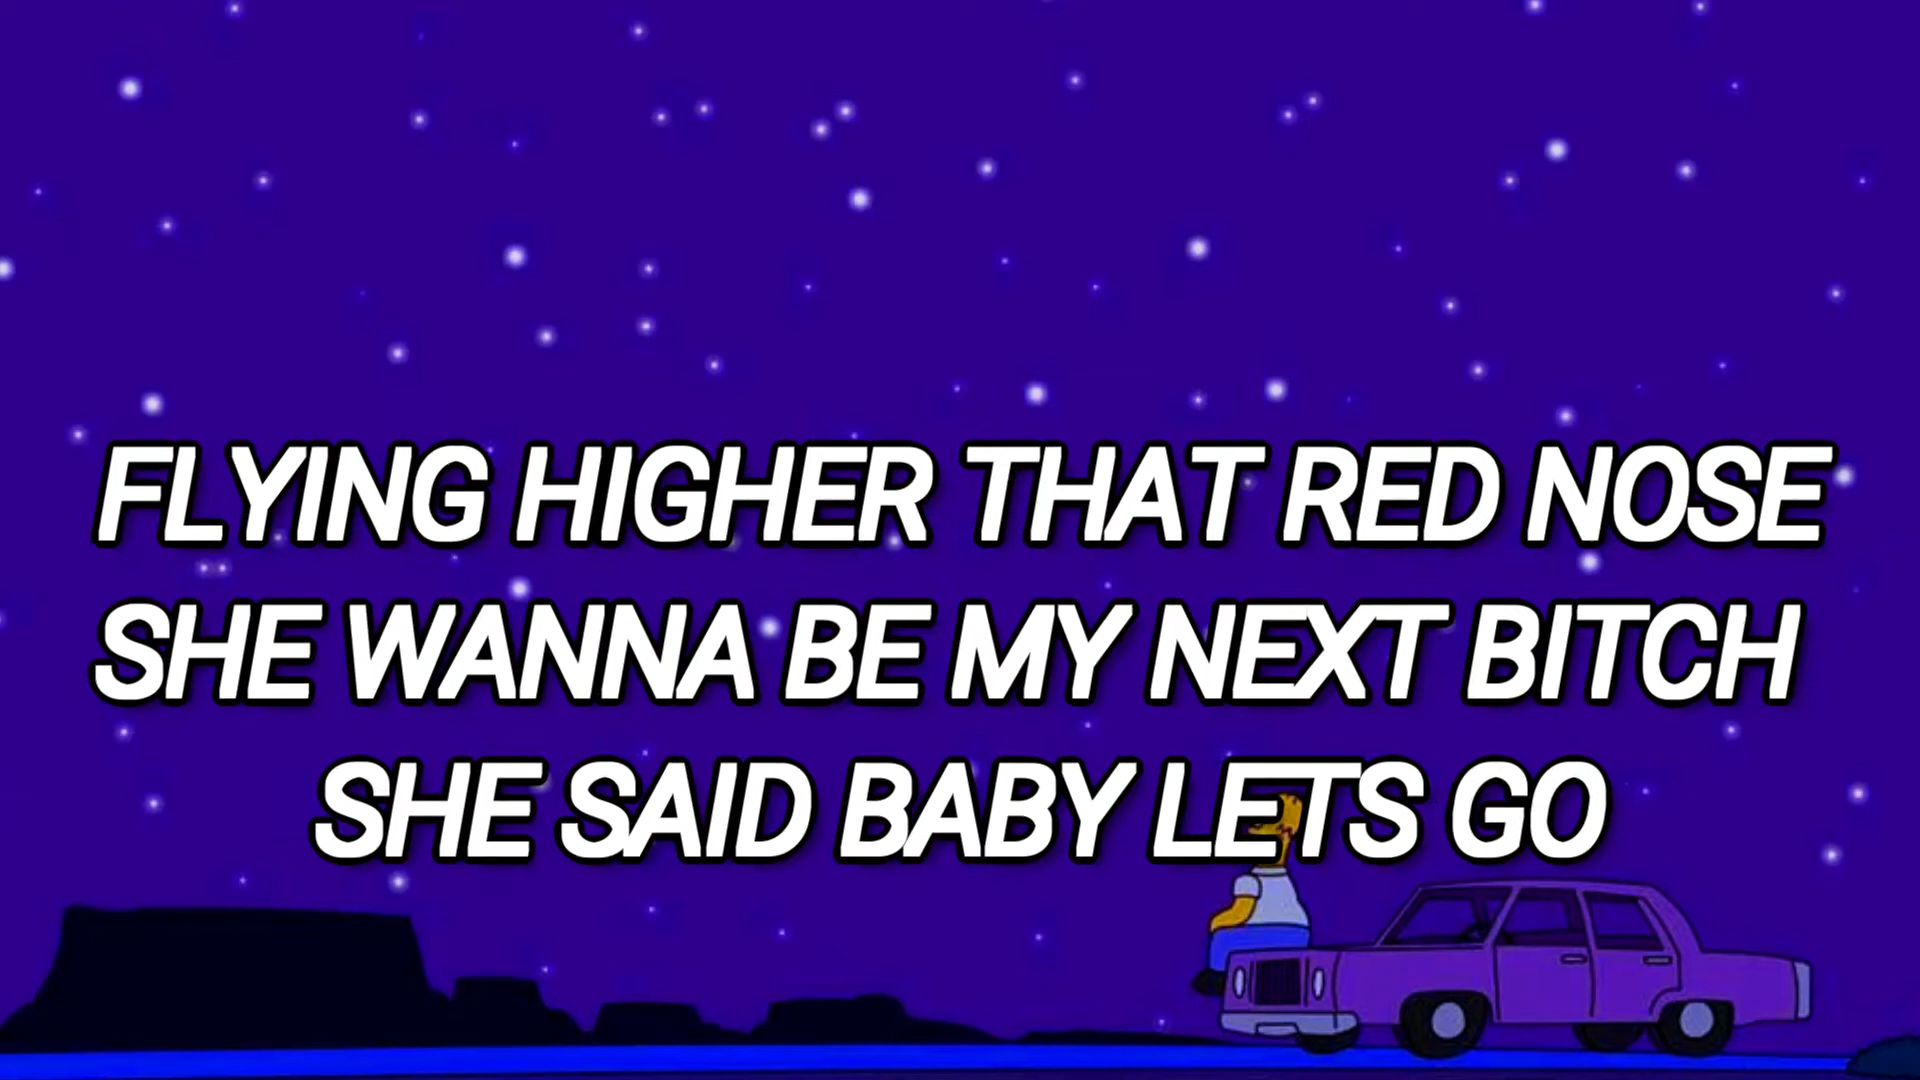 FLYING HIGHER THAT RED NOSE
SHE WANNA BE MY NEXT BITCH
SHE SAID BABY LETS GO